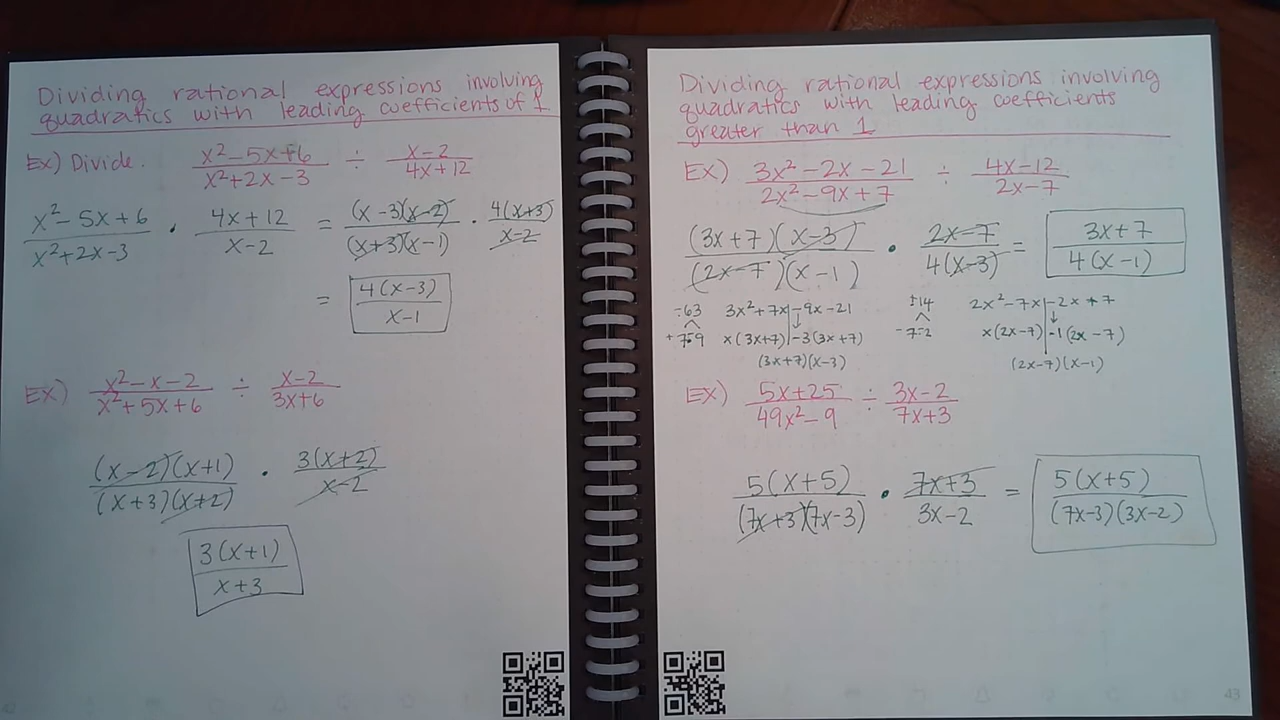 Dividing rational expressions involving
quadratics with leading coefficients of 1
Ex) Divide. (x²-5x+6)/(x²+2x-3) ÷ (x-2)/(4x+12)
(x²-5x+6)/(x²+2x-3) · (4x+12)/(x-2) = ((x-3)(x-2))/((x+3)(x-1)) · (4(x+3))/(x-2)
= (4(x-3))/(x-1)
Ex) (x²-x-2)/(x²+5x+6) ÷ (x-2)/(3x+6)
((x-2)(x+1))/((x+3)(x+2)) · (3(x+2))/(x-2)
(3(x+1))/(x+3)
Dividing rational expressions involving
quadratics with leading coefficients
greater than 1
Ex) (3x²-2x-21)/(2x²-9x+7) ÷ (4x-12)/(2x-7)
((3x+7)(x-3))/((2x-7)(x-1)) · (2x-7)/(4(x-3)) = (3x+7)/(4(x-1))
-63 3x²+7x|-9x-21
+7 -9 x(3x+7)|-3(3x+7)
(3x+7)(x-3)
+14 2x²-7x|-2x+7
-7 -2 x(2x-7)|-1(2x-7)
(2x-7)(x-1)
Ex) (5x+25)/(49x²-9) ÷ (3x-2)/(7x+3)
(5(x+5))/((7x+3)(7x-3)) · (7x+3)/(3x-2) = (5(x+5))/((7x-3)(3x-2))
43